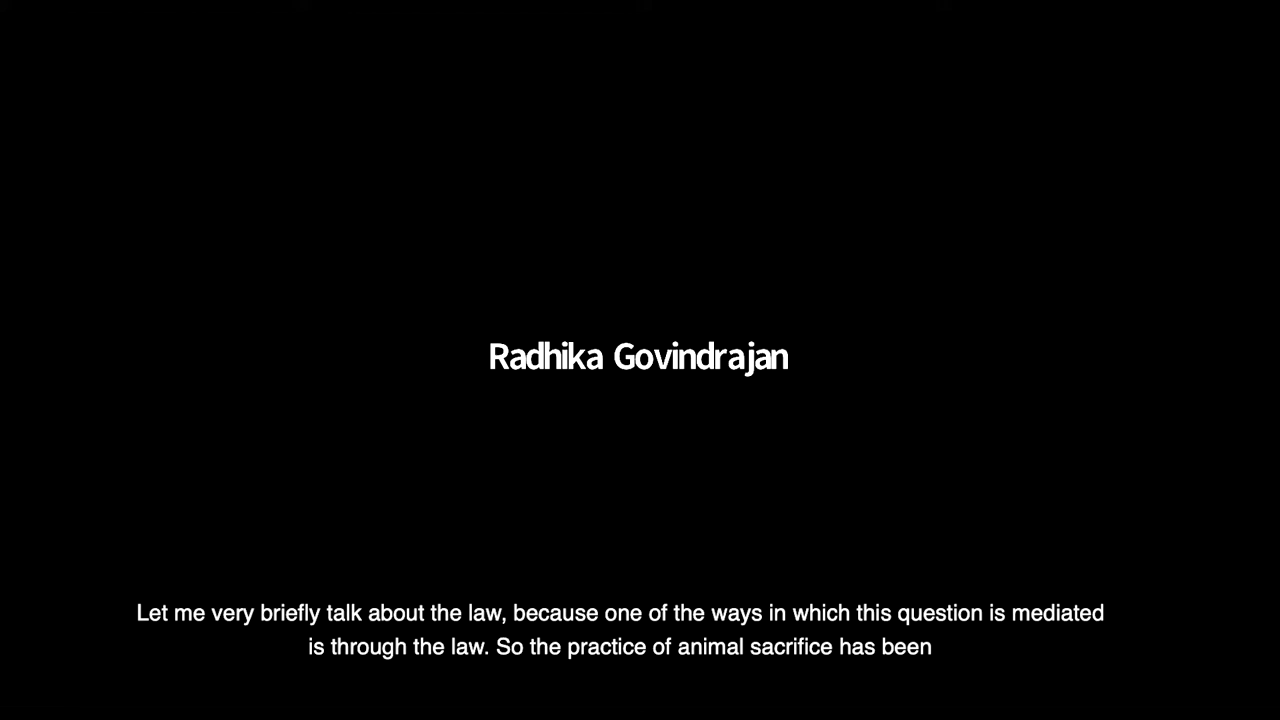 Radhika Govindrajan
Let me very briefly talk about the law, because one of the ways in which this question is mediated
is through the law. So the practice of animal sacrifice has been